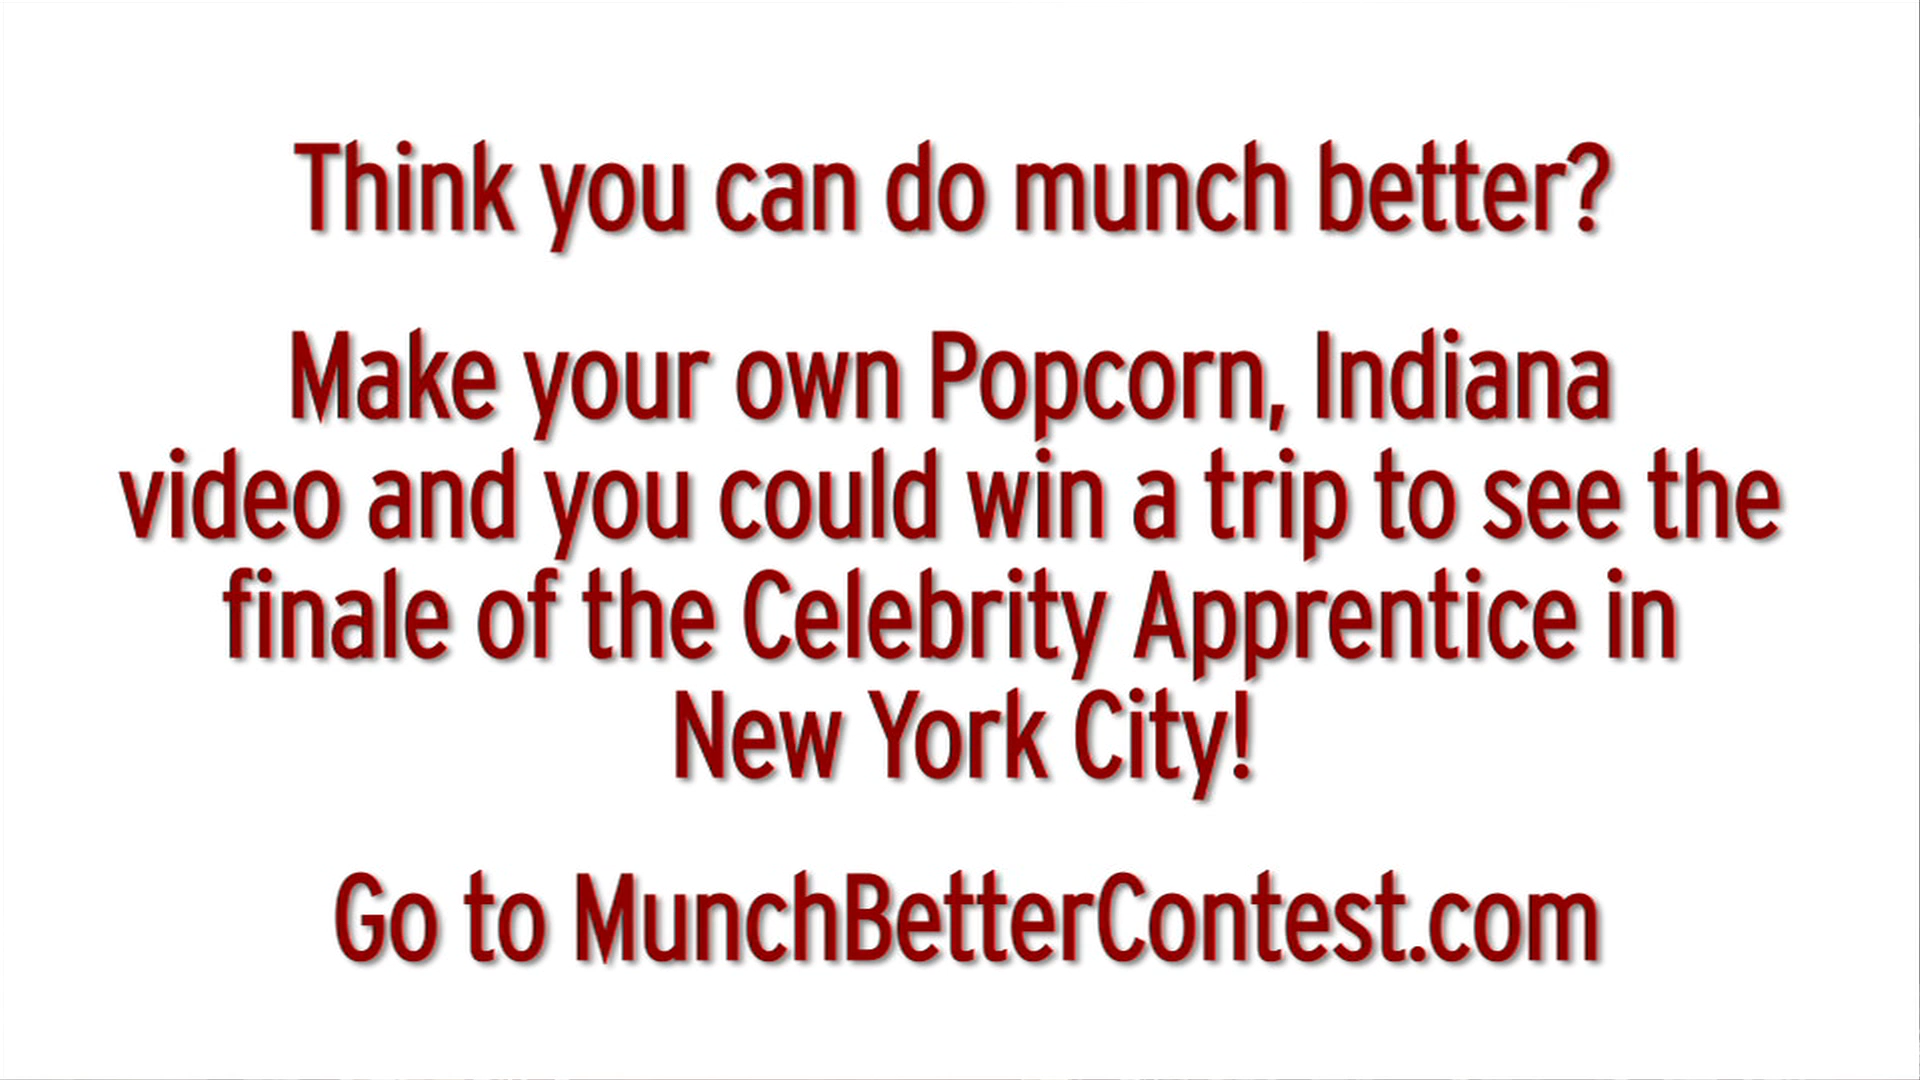 Think you can do munch better?
Make your own Popcorn, Indiana
video and you could win a trip to see the
finale of the Celebrity Apprentice in
New York City!
Go to MunchBetterContest.com